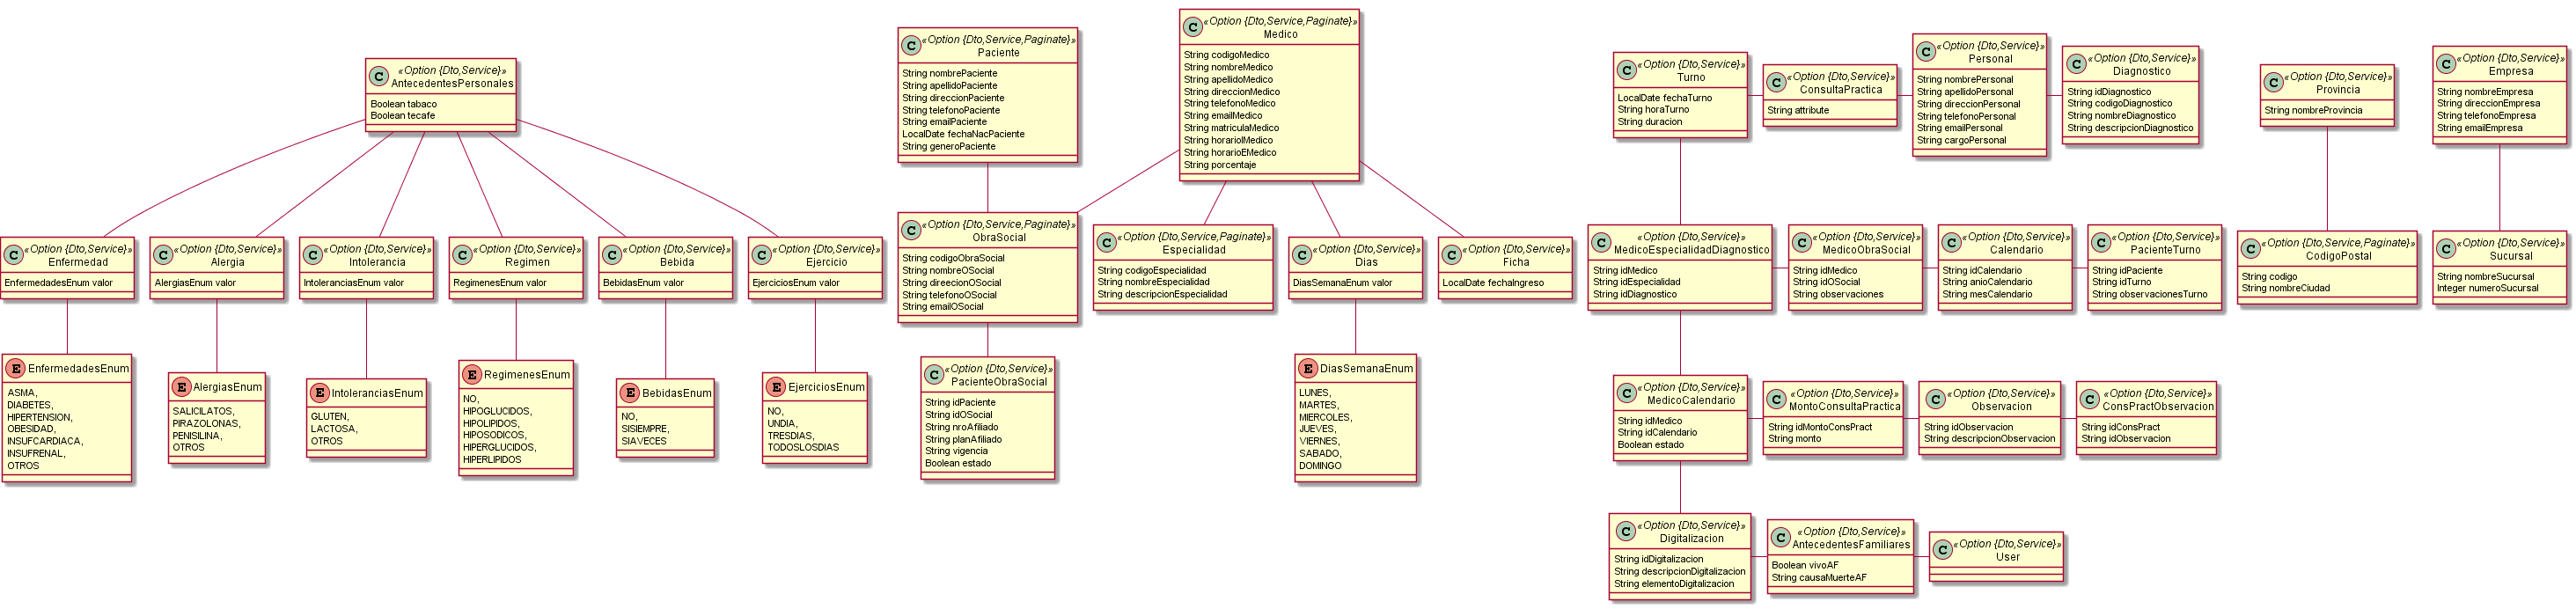 C
«Option {Dto,Service}»
AntecedentesPersonales
Boolean tabaco
Boolean tecafe
C
«Option {Dto,Service,Paginate}»
Paciente
String nombrePaciente
String apellidoPaciente
String direccionPaciente
String telefonoPaciente
String emailPaciente
LocalDate fechaNacPaciente
String generoPaciente
C
«Option {Dto,Service,Paginate}»
Medico
String codigoMedico
String nombreMedico
String apellidoMedico
String direccionMedico
String telefonoMedico
String emailMedico
String matriculaMedico
String horarioIMedico
String horarioEMedico
String porcentaje
C
«Option {Dto,Service}»
Turno
LocalDate fechaTurno
String horaTurno
String duracion
C
«Option {Dto,Service}»
ConsultaPractica
String attribute
C
«Option {Dto,Service}»
Personal
String nombrePersonal
String apellidoPersonal
String direccionPersonal
String telefonoPersonal
String emailPersonal
String cargoPersonal
C
«Option {Dto,Service}»
Diagnostico
String idDiagnostico
String codigoDiagnostico
String nombreDiagnostico
String descripcionDiagnostico
C
«Option {Dto,Service}»
Provincia
String nombreProvincia
C
«Option {Dto,Service}»
Empresa
String nombreEmpresa
String direccionEmpresa
String telefonoEmpresa
String emailEmpresa
C
«Option {Dto,Service}»
Enfermedad
EnfermedadesEnum valor
C
«Option {Dto,Service}»
Alergia
AlergiasEnum valor
C
«Option {Dto,Service}»
Intolerancia
IntoleranciasEnum valor
C
«Option {Dto,Service}»
Regimen
RegimenesEnum valor
C
«Option {Dto,Service}»
Bebida
BebidasEnum valor
C
«Option {Dto,Service}»
Ejercicio
EjerciciosEnum valor
C
«Option {Dto,Service,Paginate}»
ObraSocial
String codigoObraSocial
String nombreOSocial
String direecionOSocial
String telefonoOSocial
String emailOSocial
C
«Option {Dto,Service,Paginate}»
Especialidad
String codigoEspecialidad
String nombreEspecialidad
String descripcionEspecialidad
C
«Option {Dto,Service}»
Dias
DiasSemanaEnum valor
C
«Option {Dto,Service}»
Ficha
LocalDate fechaIngreso
C
«Option {Dto,Service}»
MedicoEspecialidadDiagnostico
String idMedico
String idEspecialidad
String idDiagnostico
C
«Option {Dto,Service}»
MedicoObraSocial
String idMedico
String idOSocial
String observaciones
C
«Option {Dto,Service}»
Calendario
String idCalendario
String anioCalendario
String mesCalendario
C
«Option {Dto,Service}»
PacienteTurno
String idPaciente
String idTurno
String observacionesTurno
C
«Option {Dto,Service,Paginate}»
CodigoPostal
String codigo
String nombreCiudad
C
«Option {Dto,Service}»
Sucursal
String nombreSucursal
Integer numeroSucursal
E
EnfermedadesEnum
ASMA,
DIABETES,
HIPERTENSION,
OBESIDAD,
INSUFCARDIACA,
INSUFRENAL,
OTROS
E
AlergiasEnum
SALICILATOS,
PIRAZOLONAS,
PENISILINA,
OTROS
E
IntoleranciasEnum
GLUTEN,
LACTOSA,
OTROS
E
RegimenesEnum
NO,
HIPOGLUCIDOS,
HIPOLIPIDOS,
HIPOSODICOS,
HIPERGLUCIDOS,
HIPERLIPIDOS
E
BebidasEnum
NO,
SISIEMPRE,
SIAVECES
E
EjerciciosEnum
NO,
UNDIA,
TRESDIAS,
TODOSLOSDIAS
C
«Option {Dto,Service}»
PacienteObraSocial
String idPaciente
String idOSocial
String nroAfiliado
String planAfiliado
String vigencia
Boolean estado
E
DiasSemanaEnum
LUNES,
MARTES,
MIERCOLES,
JUEVES,
VIERNES,
SABADO,
DOMINGO
C
«Option {Dto,Service}»
MedicoCalendario
String idMedico
String idCalendario
Boolean estado
C
«Option {Dto,Service}»
MontoConsultaPractica
String idMontoConsPract
String monto
C
«Option {Dto,Service}»
Observacion
String idObservacion
String descripcionObservacion
C
«Option {Dto,Service}»
ConsPractObservacion
String idConsPract
String idObservacion
C
«Option {Dto,Service}»
Digitalizacion
String idDigitalizacion
String descripcionDigitalizacion
String elementoDigitalizacion
C
«Option {Dto,Service}»
AntecedentesFamiliares
Boolean vivoAF
String causaMuerteAF
C
«Option {Dto,Service}»
User